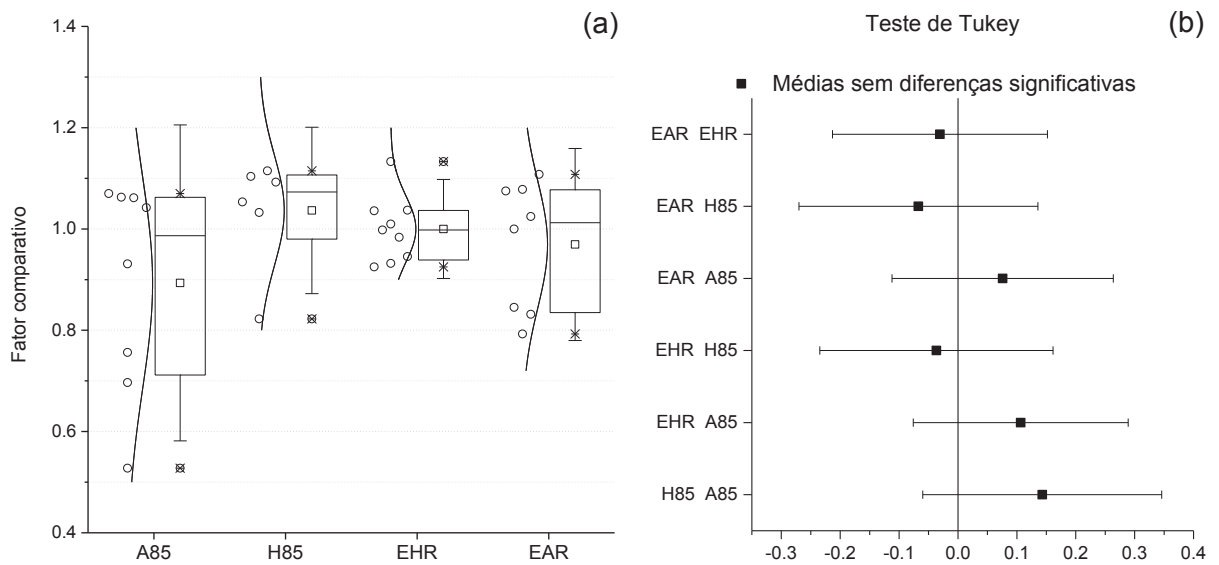 (a)
Fator comparativo
1.4
1.2
1.0
0.8
0.6
0.4
A85 H85 EHR EAR
Teste de Tukey
(b)
Médias sem diferenças significativas
EAR EHR
EAR H85
EAR A85
EHR H85
EHR A85
H85 A85
-0.3 -0.2 -0.1 0.0 0.1 0.2 0.3 0.4